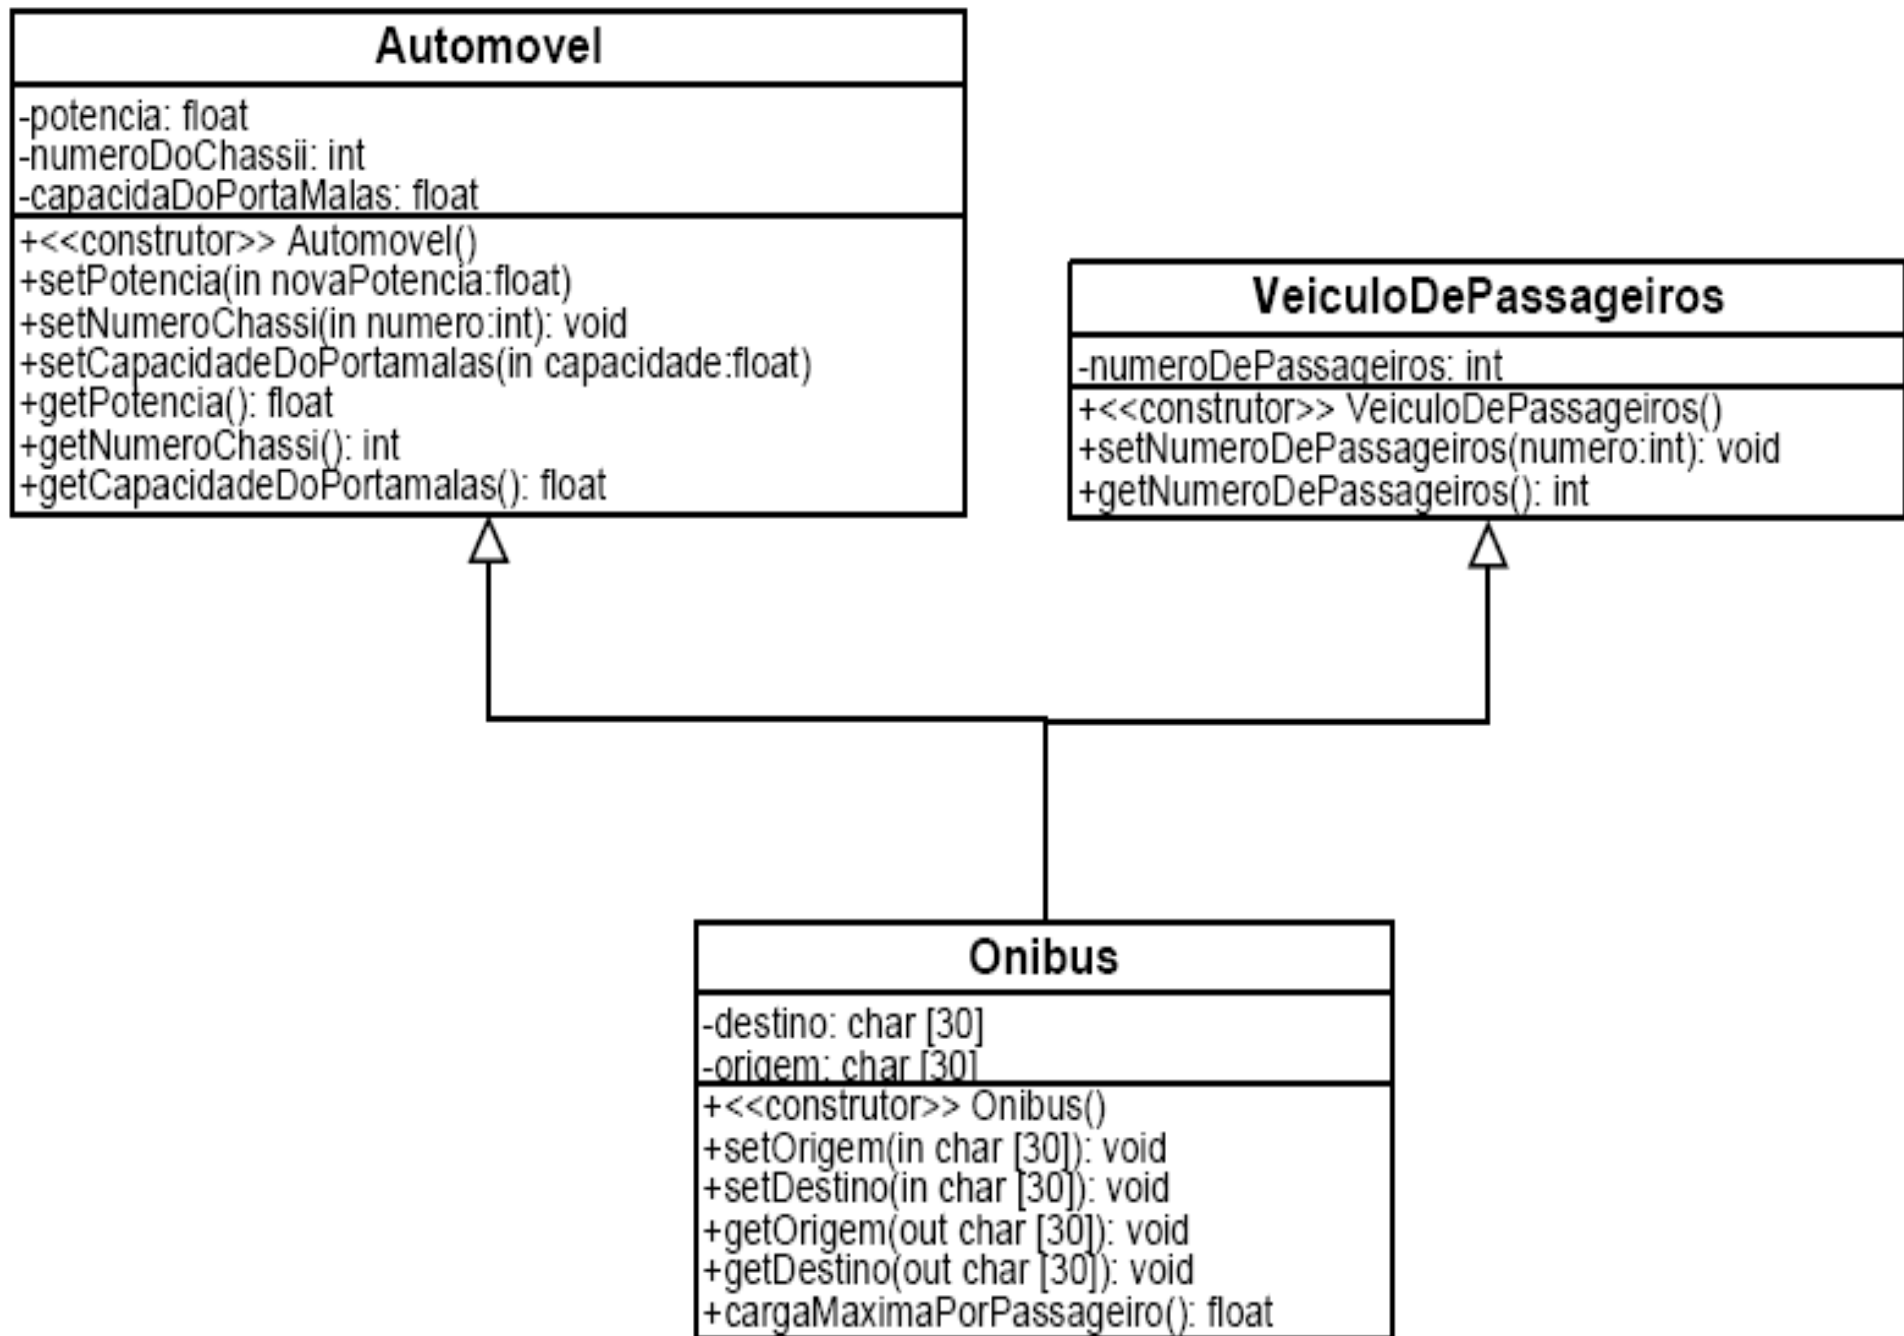 Automovel
-potencia: float
-numeroDoChassii: int
-capacidaDoPortaMalas: float
+<<construtor>> Automovel()
+setPotencia(in novaPotencia:float)
+setNumeroChassi(in numero:int): void
+setCapacidadeDoPortamalas(in capacidade:float)
+getPotencia(): float
+getNumeroChassi(): int
+getCapacidadeDoPortamalas(): float
VeiculoDePassageiros
-numeroDePassageiros: int
+<<construtor>> VeiculoDePassageiros()
+setNumeroDePassageiros(numero:int): void
+getNumeroDePassageiros(): int
Onibus
-destino: char [30]
-origem: char [30]
+<<construtor>> Onibus()
+setOrigem(in char [30]): void
+setDestino(in char [30]): void
+getOrigem(out char [30]): void
+getDestino(out char [30]): void
+cargaMaximaPorPassageiro(): float